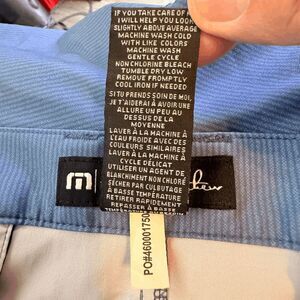 IF YOU TAKE CARE OF M
I WILL HELP YOU LOOK
SLIGHTLY ABOVE AVERAGE
MACHINE WASH COLD
WITH LIKE COLORS
MACHINE WASH
GENTLE CYCLE
NON CHLORINE BLEACH
TUMBLE DRY LOW
REMOVE PROMPTLY
COOL IRON IF NEEDED
SI TU PRENDS SOIN DE MOI,
JE T'AIDERAI À AVOIR UNE
ALLURE UN PEU AU
DESSUS DE LA
MOYENNE
LAVER À LA MACHINE À
L'EAU FROIDE AVEC DES
COULEURS SIMILAIRES
LAVER À LA MACHINE À
CYCLE DÉLICAT
UTILISER UN AGENT DE
BLANCHIMENT NON CHLORÉ
SÉCHER PAR CULBUTAGE
À BASSE TEMPÉRATURE
RETIRER RAPIDEMENT
REPASSER À BASSE
m
hew
PO#4600017502